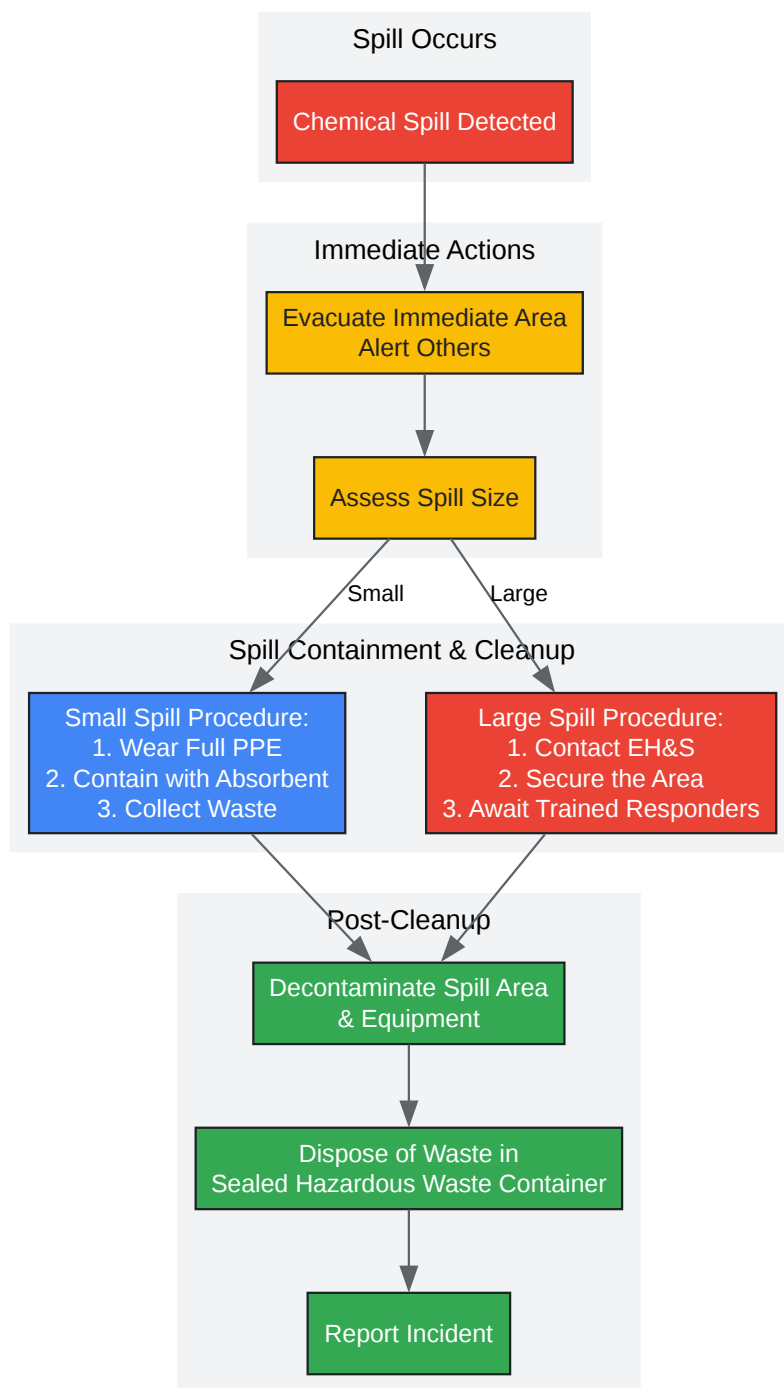 Spill Occurs
Chemical Spill Detected
Immediate Actions
Evacuate Immediate Area
Alert Others
Assess Spill Size
Small
Large
Spill Containment & Cleanup
Small Spill Procedure:
1. Wear Full PPE
2. Contain with Absorbent
3. Collect Waste
Large Spill Procedure:
1. Contact EH&S
2. Secure the Area
3. Await Trained Responders
Post-Cleanup
Decontaminate Spill Area
& Equipment
Dispose of Waste in
Sealed Hazardous Waste Container
Report Incident